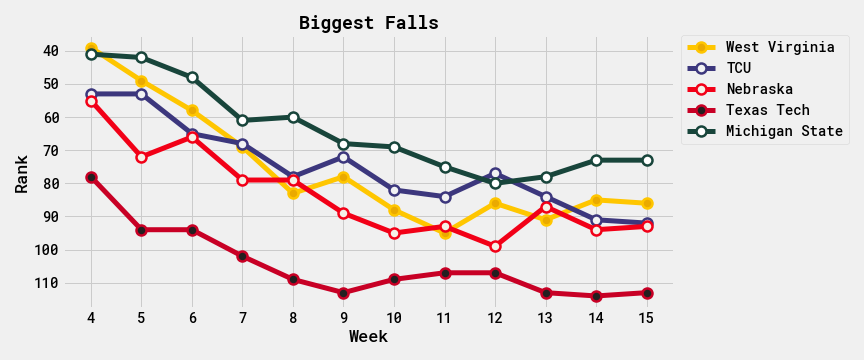 Biggest Falls
West Virginia
TCU
Nebraska
Texas Tech
Michigan State
Rank
40
50
60
70
80
90
100
110
4 5 6 7 8 9 10 11 12 13 14 15
Week